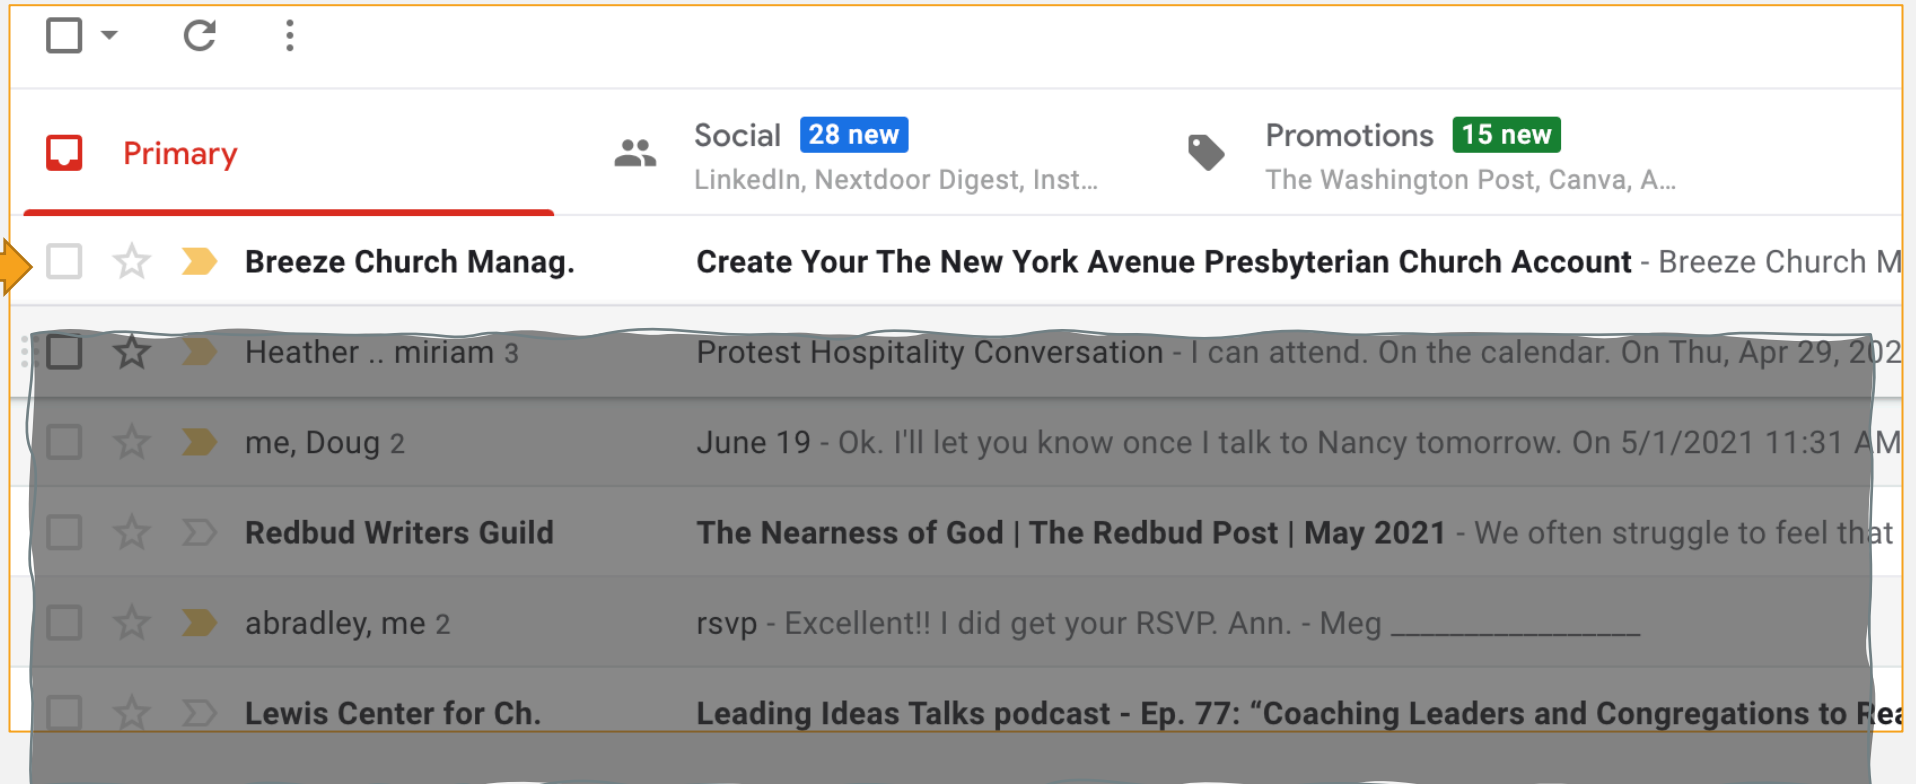 Primary
Social 28 new
LinkedIn, Nextdoor Digest, Inst...
Promotions 15 new
The Washington Post, Canva, A...
Breeze Church Manag. Create Your The New York Avenue Presbyterian Church Account - Breeze Church M
Heather .. miriam 3 Protest Hospitality Conversation - I can attend. On the calendar. On Thu, Apr 29, 202
me, Doug 2 June 19 - Ok. I'll let you know once I talk to Nancy tomorrow. On 5/1/2021 11:31 AM
Redbud Writers Guild The Nearness of God | The Redbud Post | May 2021 - We often struggle to feel that
abradley, me 2 rsvp - Excellent!! I did get your RSVP. Ann. - Meg _________________
Lewis Center for Ch. Leading Ideas Talks podcast - Ep. 77: “Coaching Leaders and Congregations to Rea